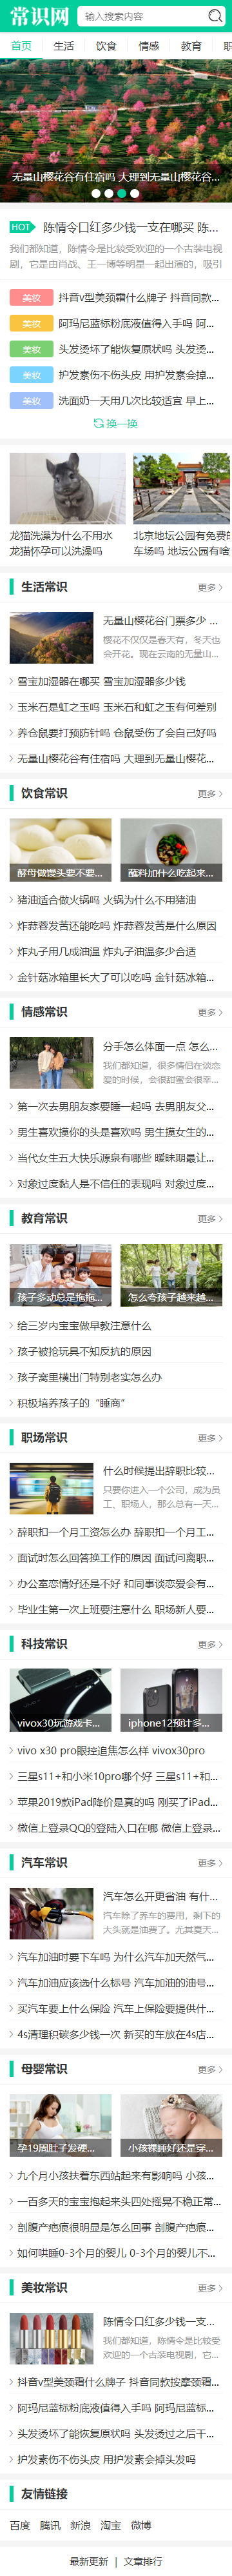 常识网
输入搜索内容
首页 生活 饮食 情感 教育 职
无量山樱花谷有住宿吗 大理到无量山樱花谷...
HOT 陈情令口红多少钱一支在哪买 陈...
我们都知道，陈情令是比较受欢迎的一个古装电视
剧，它是由肖战、王一博等明星一起出演的，吸引
美妆 抖音v型美颈霜什么牌子 抖音同款...
美妆 阿玛尼蓝标粉底液值得入手吗 阿...
美妆 头发烫坏了能恢复原状吗 头发烫...
美妆 护发素伤不伤头皮 用护发素会掉...
美妆 洗面奶一天用几次比较适宜 早上...
换一换
龙猫洗澡为什么不用水
龙猫怀孕可以洗澡吗
北京地坛公园有免费的
车场吗 地坛公园有啥
生活常识 更多
无量山樱花谷门票多少 ...
樱花不仅仅是春天有，冬天也
会开花。现在云南的无量山...
雪宝加湿器在哪买 雪宝加湿器多少钱
玉米石是虹之玉吗 玉米石和虹之玉有何差别
养仓鼠要打预防针吗 仓鼠受伤了会自己好吗
无量山樱花谷有住宿吗 大理到无量山樱花...
饮食常识 更多
酵母做馒头要不要...
蘸料加什么吃起来...
猪油适合做火锅吗 火锅为什么不用猪油
炸蒜蓉发苦还能吃吗 炸蒜蓉发苦是什么原因
炸丸子用几成油温 炸丸子油温多少合适
金针菇冰箱里长大了可以吃吗 金针菇冰箱...
情感常识 更多
分手怎么体面一点 怎么...
我们都知道，很多情侣在谈恋
爱的时候，会很甜蜜会很幸...
第一次去男朋友家要睡一起吗 去男朋友父...
男生喜欢摸你的头是喜欢吗 男生摸女生的...
当代女生五大快乐源泉有哪些 暧昧期最让...
对象过度黏人是不信任的表现吗 对象过度...
教育常识 更多
孩子多动总是拖拖...
怎么夸孩子越来越...
给三岁内宝宝做早教注意什么
孩子被抢玩具不知反抗的原因
孩子窝里横出门特别老实怎么办
积极培养孩子的“睡商”
职场常识 更多
什么时候提出辞职比较...
只要你进入一个公司，成为员
工、职场人，那么总有一天...
辞职扣一个月工资怎么办 辞职扣一个月工...
面试时怎么回答换工作的原因 面试问离职...
办公室恋情好还是不好 和同事谈恋爱会有...
毕业生第一次上班要注意什么 职场新人要...
科技常识 更多
vivox30玩游戏卡...
iphone12预计多...
vivo x30 pro眼控追焦怎么样 vivox30pro
三星s11+和小米10pro哪个好 三星s11+和...
苹果2019款iPad降价是真的吗 刚买了iPad...
微信上登录QQ的登陆入口在哪 微信上登录...
汽车常识 更多
汽车怎么开更省油 有什...
汽车除了养车的费用，剩下的
大头就是油费了。尤其夏天...
汽车加油时要下车吗 为什么汽车加天然气...
汽车加油应该选什么标号 汽车加油的油号...
买汽车要上什么保险 汽车上保险要提供什...
4s清理积碳多少钱一次 新买的车放在4s店...
母婴常识 更多
孕19周肚子发硬...
小孩裸睡好还是穿...
九个月小孩扶着东西站起来有影响吗 小孩...
一百多天的宝宝抱起来头四处摇晃不稳正常...
剖腹产疤痕很明显是怎么回事 剖腹产疤痕...
如何哄睡0-3个月的婴儿 0-3个月的婴儿不...
美妆常识 更多
陈情令口红多少钱一支...
我们都知道，陈情令是比较受
欢迎的一个古装电视剧，它...
抖音v型美颈霜什么牌子 抖音同款按摩颈霜...
阿玛尼蓝标粉底液值得入手吗 阿玛尼蓝标...
头发烫坏了能恢复原状吗 头发烫过之后干...
护发素伤不伤头皮 用护发素会掉头发吗
友情链接
百度 腾讯 新浪 淘宝 微博
最新更新 | 文章排行